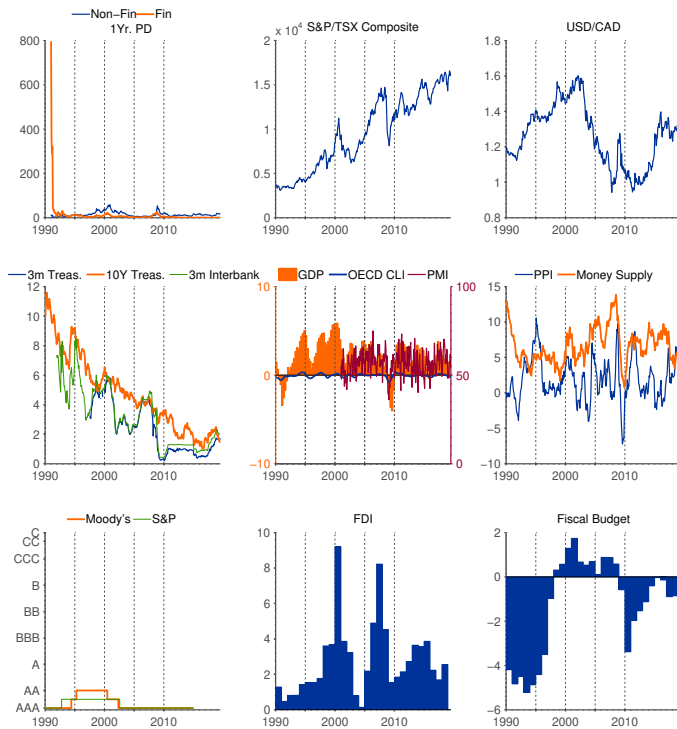 Non-Fin Fin
1Yr. PD
800
600
400
200
0
1990 2000 2010
2 x 10^4 S&P/TSX Composite
1.5
1
0.5
0
1990 2000 2010
USD/CAD
1.8
1.6
1.4
1.2
1
0.8
1990 2000 2010
3m Treas. 10Y Treas. 3m Interbank
12
10
8
6
4
2
0
1990 2000 2010
GDP OECD CLI PMI
10 100
0 50
−10 0
1990 2000 2010
PPI Money Supply
15
10
5
0
−5
−10
1990 2000 2010
Moody's S&P
C
CC
CCC
B
BB
BBB
A
AA
AAA
1990 2000 2010
FDI
10
8
6
4
2
0
1990 2000 2010
Fiscal Budget
2
0
−2
−4
−6
1990 2000 2010